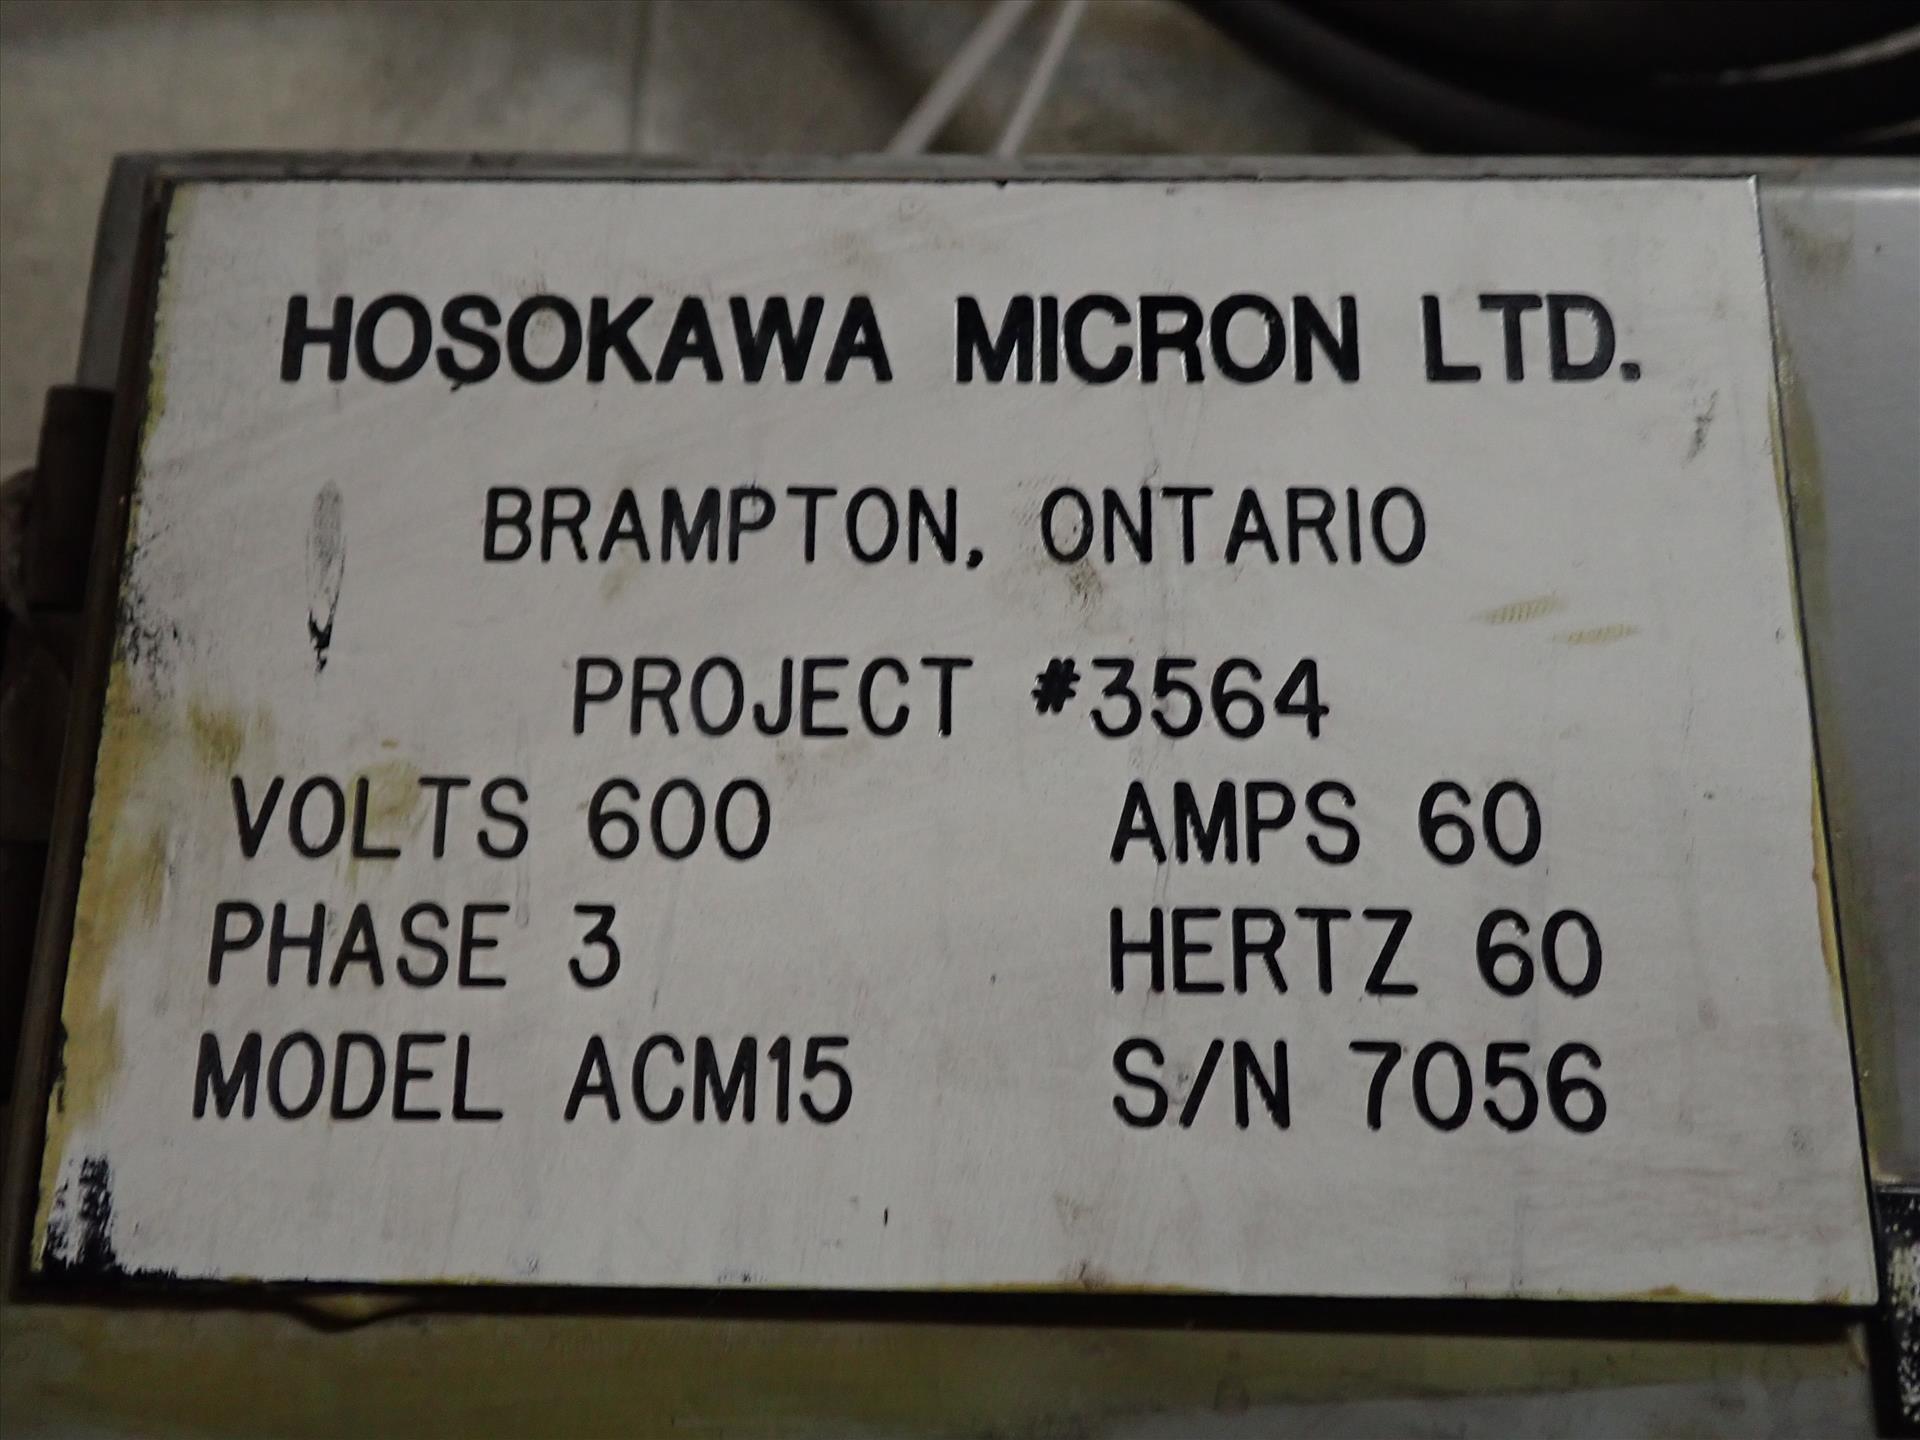 HOSOKAWA MICRON LTD.
BRAMPTON, ONTARIO
PROJECT #3564
VOLTS 600 AMPS 60
PHASE 3 HERTZ 60
MODEL ACM15 S/N 7056